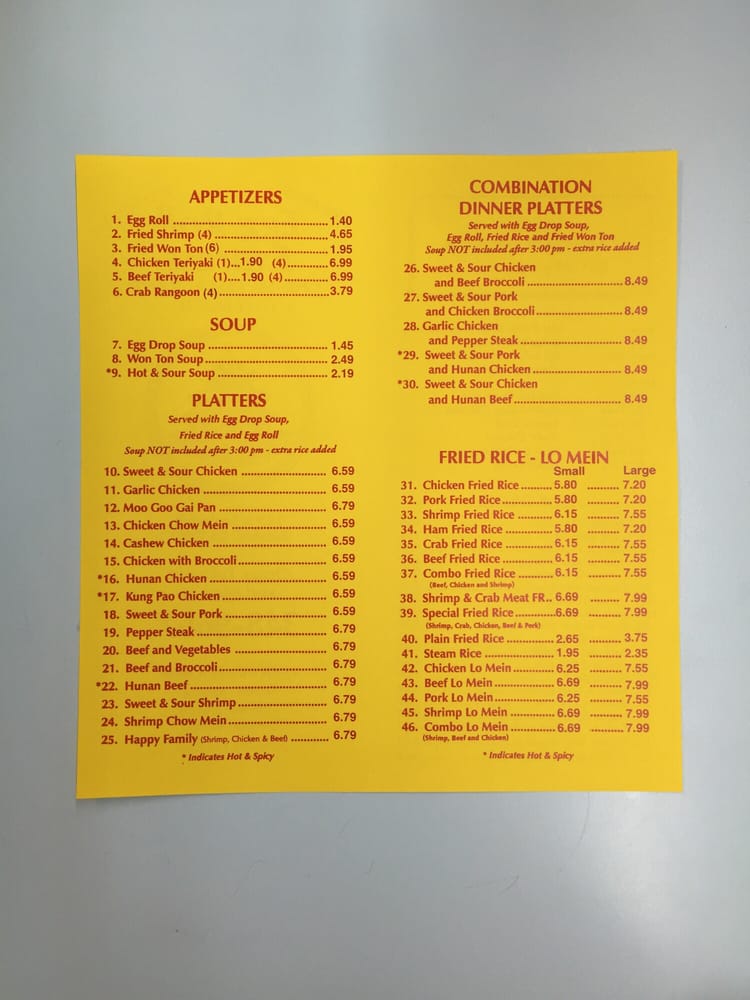 APPETIZERS
1. Egg Roll ........ 1.40
2. Fried Shrimp (4) ........ 4.65
3. Fried Won Ton (6) ........ 1.95
4. Chicken Teriyaki (1)...1.90 (4) ........ 6.99
5. Beef Teriyaki (1)....1.90 (4) ........ 6.99
6. Crab Rangoon (4) ........ 3.79
SOUP
7. Egg Drop Soup ........ 1.45
8. Won Ton Soup ........ 2.49
*9. Hot & Sour Soup ........ 2.19
PLATTERS
Served with Egg Drop Soup,
Fried Rice and Egg Roll
Soup NOT included after 3:00 pm - extra rice added
10. Sweet & Sour Chicken ........ 6.59
11. Garlic Chicken ........ 6.59
12. Moo Goo Gai Pan ........ 6.79
13. Chicken Chow Mein ........ 6.59
14. Cashew Chicken ........ 6.59
15. Chicken with Broccoli ........ 6.59
*16. Hunan Chicken ........ 6.59
*17. Kung Pao Chicken ........ 6.59
18. Sweet & Sour Pork ........ 6.59
19. Pepper Steak ........ 6.79
20. Beef and Vegetables ........ 6.79
21. Beef and Broccoli ........ 6.79
*22. Hunan Beef ........ 6.79
23. Sweet & Sour Shrimp ........ 6.79
24. Shrimp Chow Mein ........ 6.79
25. Happy Family (Shrimp, Chicken & Beef) ........ 6.79
* Indicates Hot & Spicy
COMBINATION
DINNER PLATTERS
Served with Egg Drop Soup,
Egg Roll, Fried Rice and Fried Won Ton
Soup NOT included after 3:00 pm - extra rice added
26. Sweet & Sour Chicken
and Beef Broccoli ........ 8.49
27. Sweet & Sour Pork
and Chicken Broccoli ........ 8.49
28. Garlic Chicken
and Pepper Steak ........ 8.49
*29. Sweet & Sour Pork
and Hunan Chicken ........ 8.49
*30. Sweet & Sour Chicken
and Hunan Beef ........ 8.49
FRIED RICE - LO MEIN
Small Large
31. Chicken Fried Rice ........ 5.80 ........ 7.20
32. Pork Fried Rice ........ 5.80 ........ 7.20
33. Shrimp Fried Rice ........ 6.15 ........ 7.55
34. Ham Fried Rice ........ 5.80 ........ 7.20
35. Crab Fried Rice ........ 6.15 ........ 7.55
36. Beef Fried Rice ........ 6.15 ........ 7.55
37. Combo Fried Rice ........ 6.15 ........ 7.55
(Beef, Chicken and Shrimp)
38. Shrimp & Crab Meat FR.. 6.69 ........ 7.99
39. Special Fried Rice ........ 6.69 ........ 7.99
(Shrimp, Crab, Chicken, Beef & Pork)
40. Plain Fried Rice ........ 2.65 ........ 3.75
41. Steam Rice ........ 1.95 ........ 2.35
42. Chicken Lo Mein ........ 6.25 ........ 7.55
43. Beef Lo Mein ........ 6.69 ........ 7.99
44. Pork Lo Mein ........ 6.25 ........ 7.55
45. Shrimp Lo Mein ........ 6.69 ........ 7.99
46. Combo Lo Mein ........ 6.69 ........ 7.99
(Shrimp, Beef and Chicken)
* Indicates Hot & Spicy